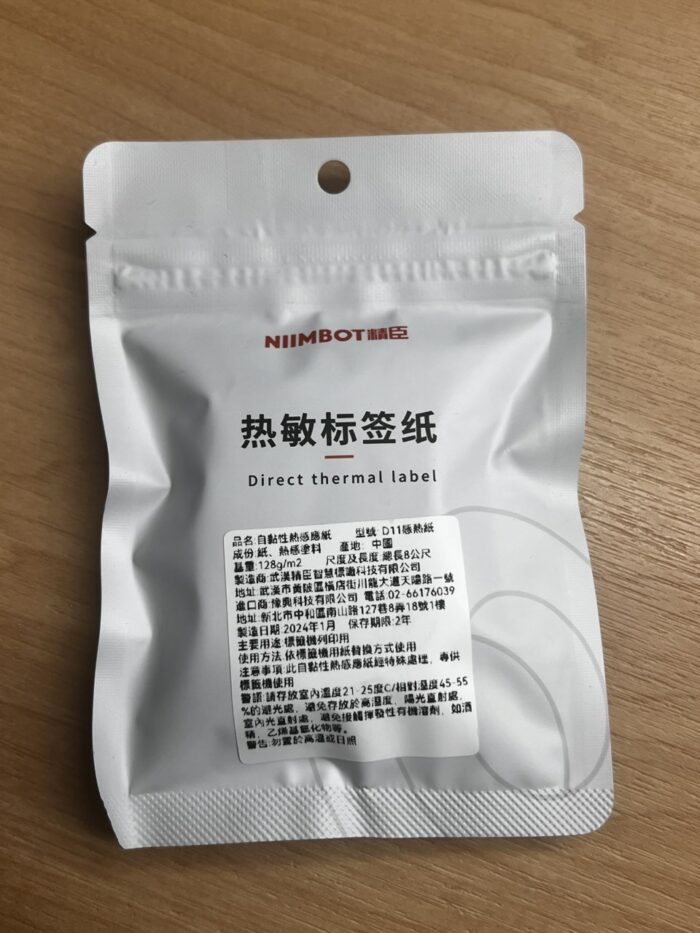 NIIMBOT精臣
热敏标签纸
Direct thermal label
品名:自黏性熱感應紙 型號: D11感熱紙
成份:紙、熱感塗料 產地: 中國
基重:128g/m2 尺度及長度:總長8公尺
製造商:武漢精臣智慧標識科技有限公司
地址:武漢市黃陂區橫店街川龍大道天陽路一號
進口商:豫興科技有限公司 電話:02-66176039
地址:新北市中和區南山路127巷8弄18號1樓
製造日期:2024年1月 保存期限:2年
主要用途:標籤機列印用
使用方法:依標籤機用紙替換方式使用
注意事項:此自黏性熱感應紙經特殊處理，專供
標籤機使用
警語:請存放室內溫度21-25度C/相對溼度45-55
%的避光處，避免存放於高溼度，陽光直射處，
室內光直射處，避免接觸揮發性有機溶劑，如酒
精，乙烯基氯化物等。
警告:勿置於高溫或日照